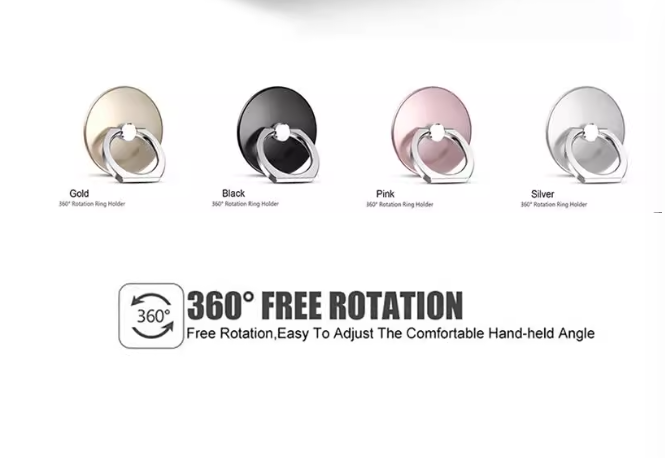 Gold
360° Rotation Ring Holder
Black
360° Rotation Ring Holder
Pink
360° Rotation Ring Holder
Silver
360° Rotation Ring Holder
360°
360° FREE ROTATION
Free Rotation,Easy To Adjust The Comfortable Hand-held Angle